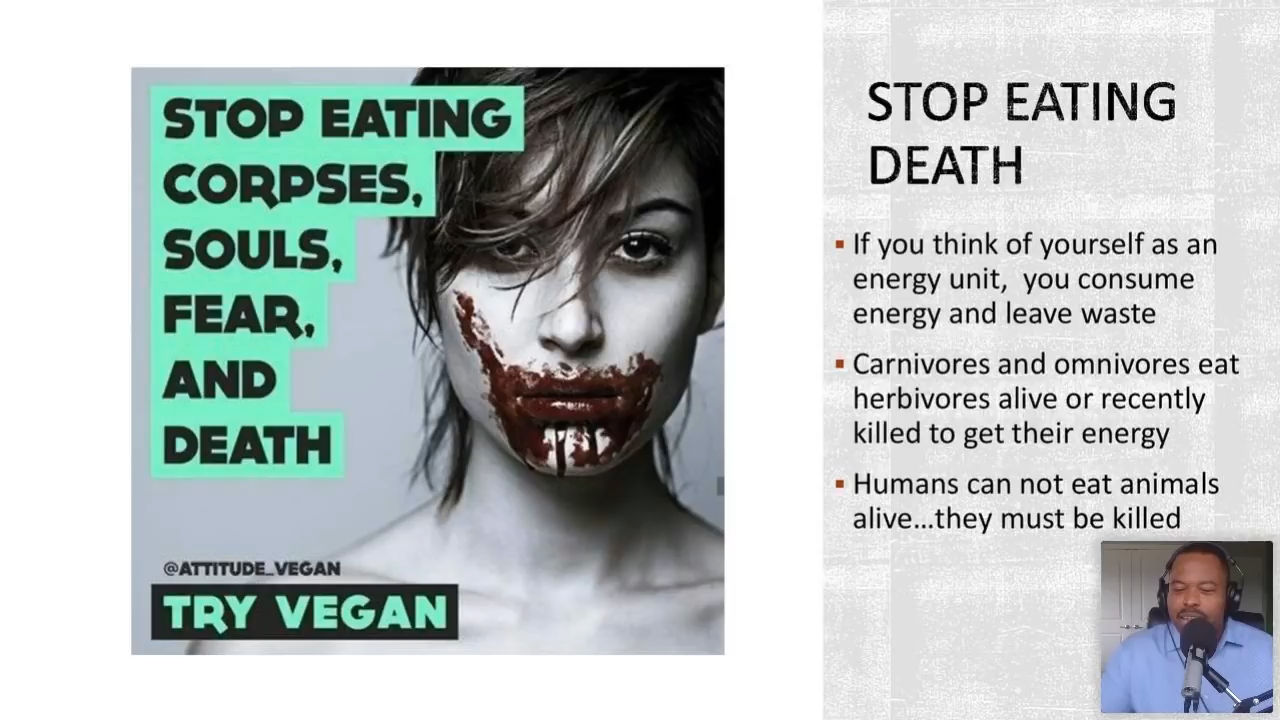 STOP EATING
CORPSES,
SOULS,
FEAR,
AND
DEATH
@ATTITUDE_VEGAN
TRY VEGAN
STOP EATING
DEATH
If you think of yourself as an
energy unit, you consume
energy and leave waste
Carnivores and omnivores eat
herbivores alive or recently
killed to get their energy
Humans can not eat animals
alive...they must be killed